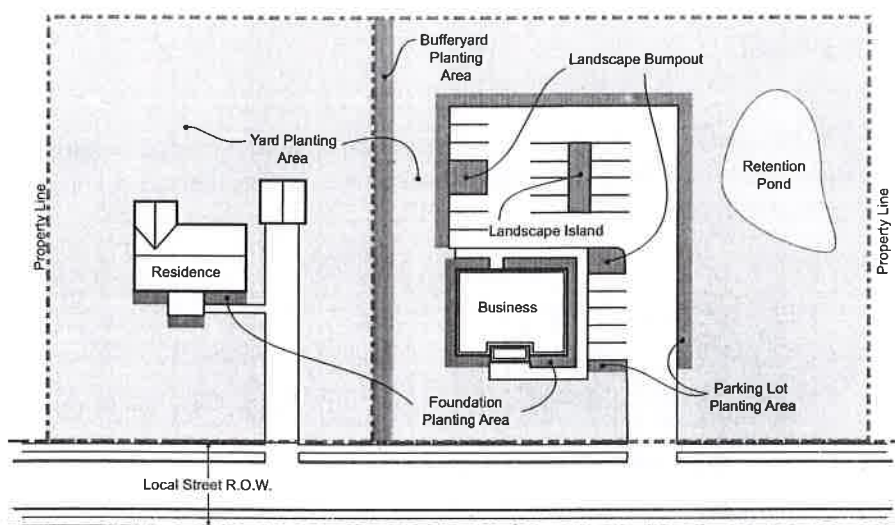 Bufferyard
Planting
Area
Landscape Bumpout
Yard Planting
Area
Property Line
Retention
Pond
Property Line
Landscape Island
Residence
Business
Foundation
Planting Area
Parking Lot
Planting Area
Local Street R.O.W.